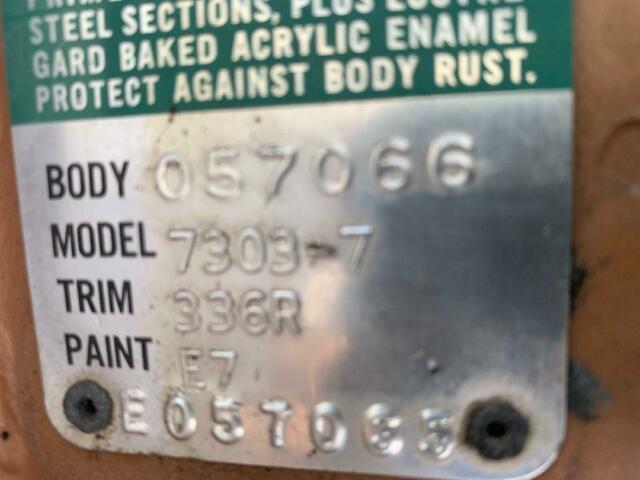 STEEL SECTIONS, PLUS
GARD BAKED ACRYLIC ENAMEL
PROTECT AGAINST BODY RUST.
BODY 057066
MODEL 7303-7
TRIM 336R
PAINT E7
E057065